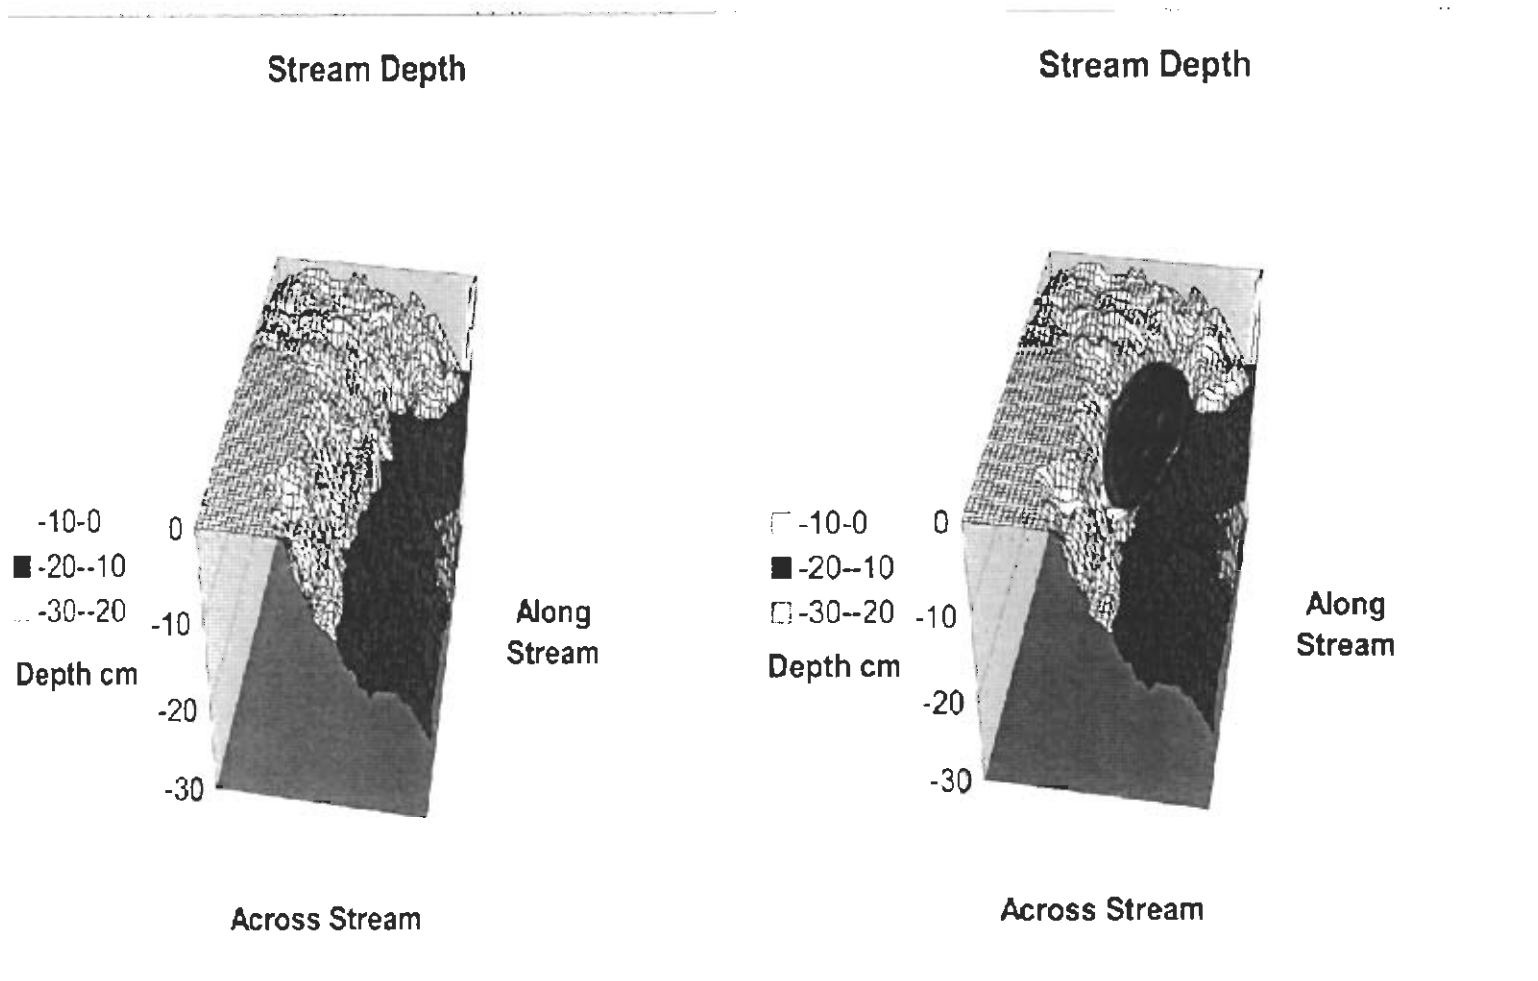 Stream Depth
-10-0
-20--10
-30--20
Depth cm
0
-10
-20
-30
Along
Stream
Across Stream
Stream Depth
-10-0
-20--10
-30--20
Depth cm
0
-10
-20
-30
Along
Stream
Across Stream